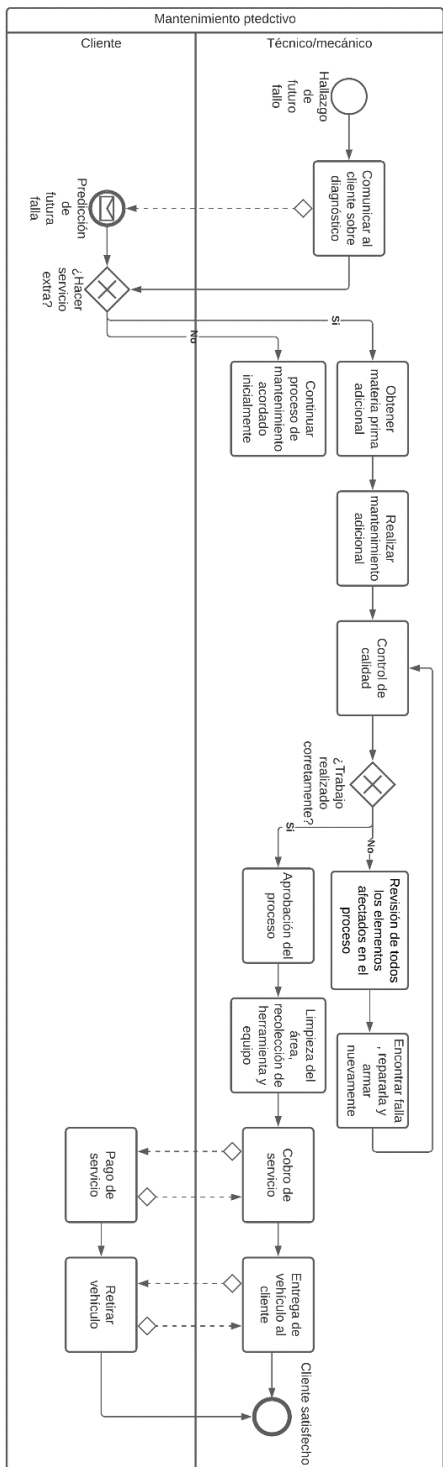 Mantenimiento ptedctivo
Cliente
Técnico/mecánico
Hallazgo
de
futuro
fallo
Comunicar al
cliente sobre
diagnóstico
Predicción
de
futura
falla
¿Hacer
servicio
extra?
Si
No
Obtener
materia prima
adicional
Continuar
proceso de
mantenimiento
acordado
inicialmente
Realizar
mantenimiento
adicional
Control de
calidad
¿Trabajo
realizado
corretamente?
No
Si
Revisión de todos
los elementos
afectados en el
proceso
Aprobación del
proceso
Encontrar falla
, repararla y
armar
nuevamente
Limpieza del
área,
recolección de
herramienta y
equipo
Cobro de
servicio
Pago de
servicio
Entrega de
vehículo al
cliente
Retirar
vehículo
Cliente satisfecho